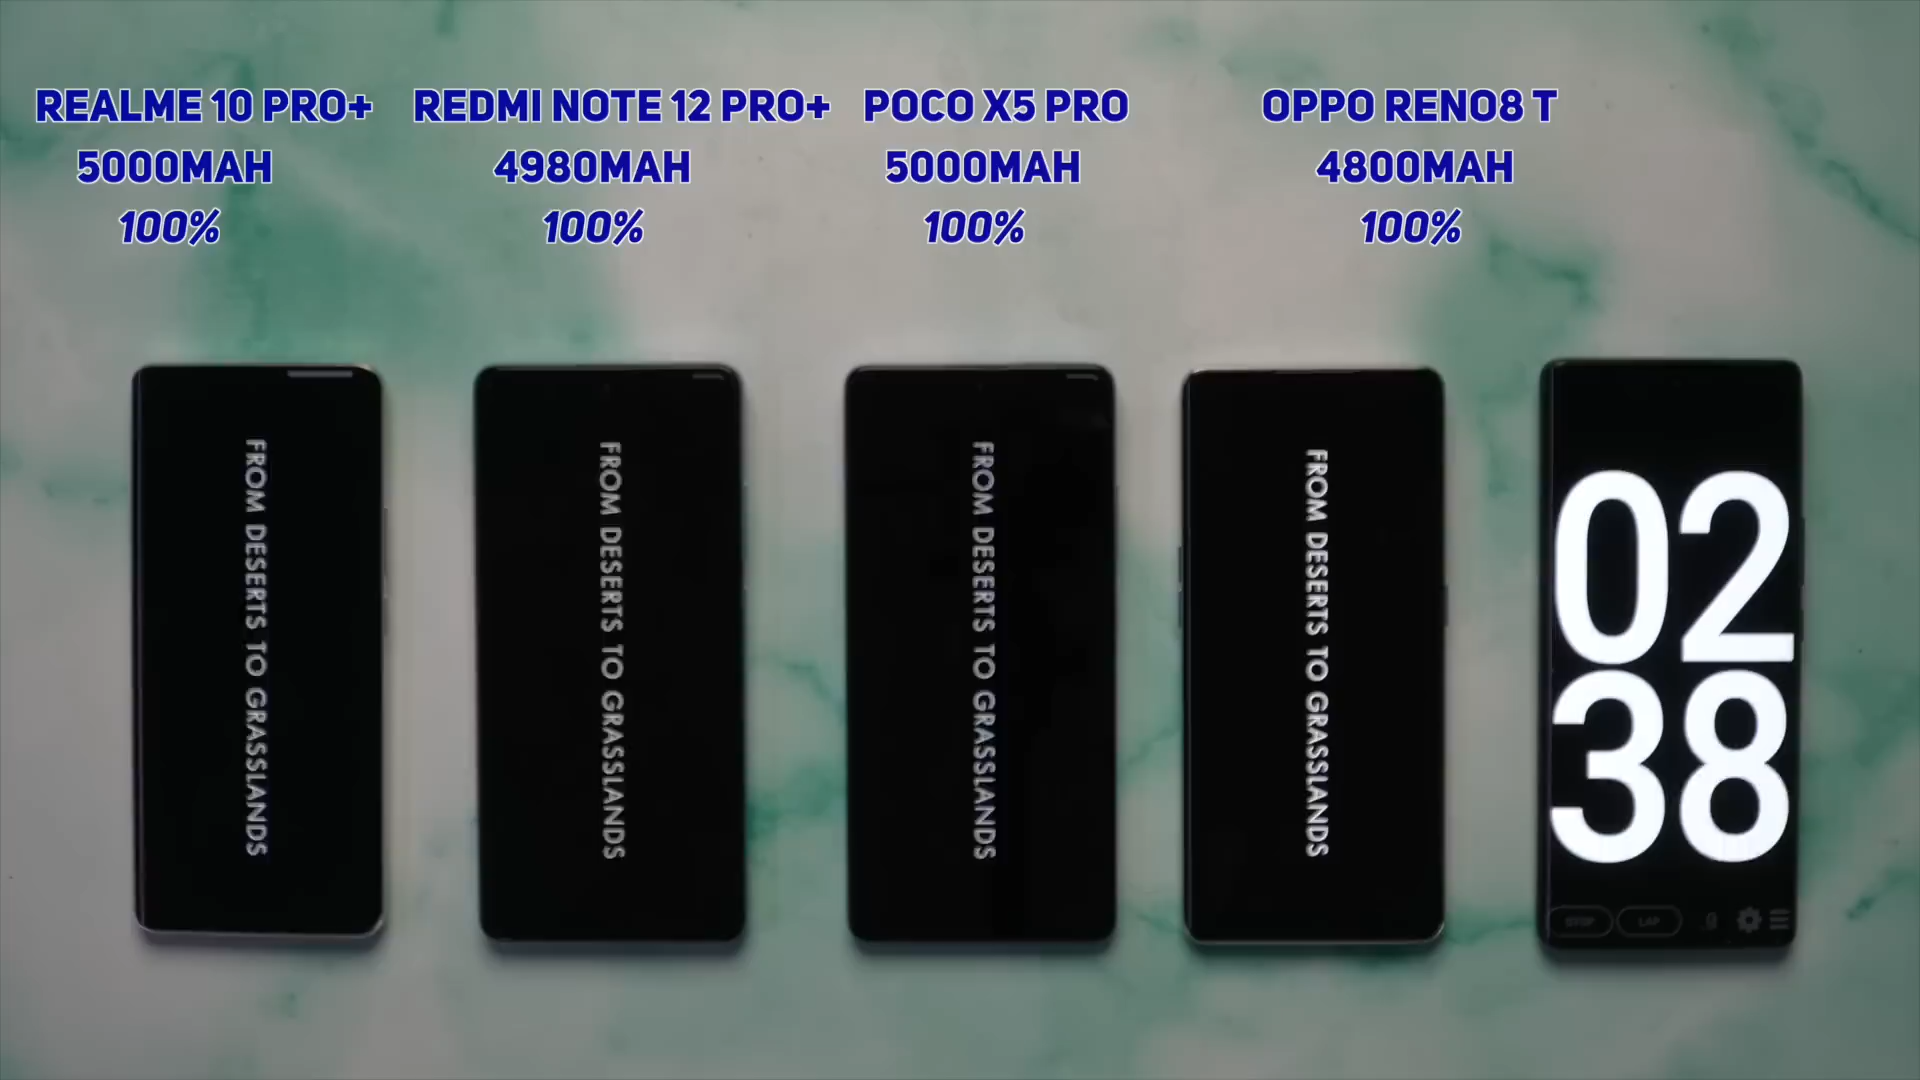 REALME 10 PRO+
5000MAH
100%
REDMI NOTE 12 PRO+
4980MAH
100%
POCO X5 PRO
5000MAH
100%
OPPO RENO8 T
4800MAH
100%
FROM DESERTS TO GRASSLANDS
FROM DESERTS TO GRASSLANDS
FROM DESERTS TO GRASSLANDS
FROM DESERTS TO GRASSLANDS
02
38
STOP
LAP